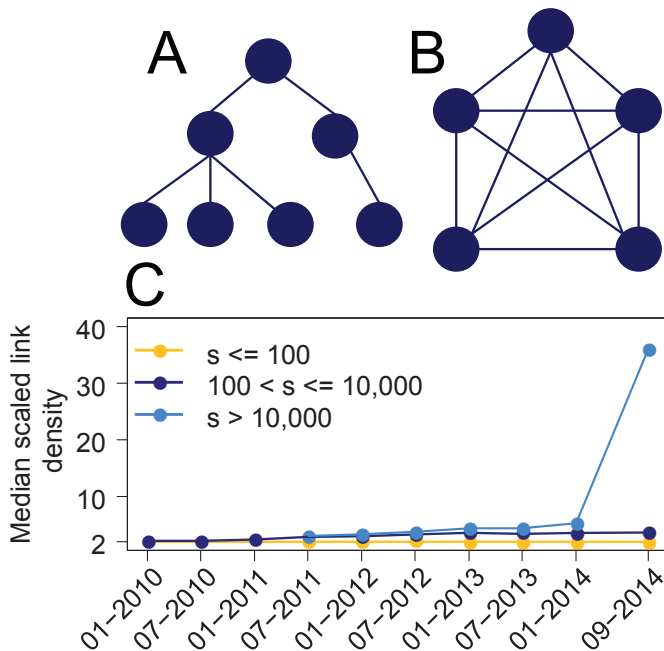 A
B
C
Median scaled link
density
40
30
20
10
2
s <= 100
100 < s <= 10,000
s > 10,000
01−2010
07−2010
01−2011
07−2011
01−2012
07−2012
01−2013
07−2013
01−2014
09−2014